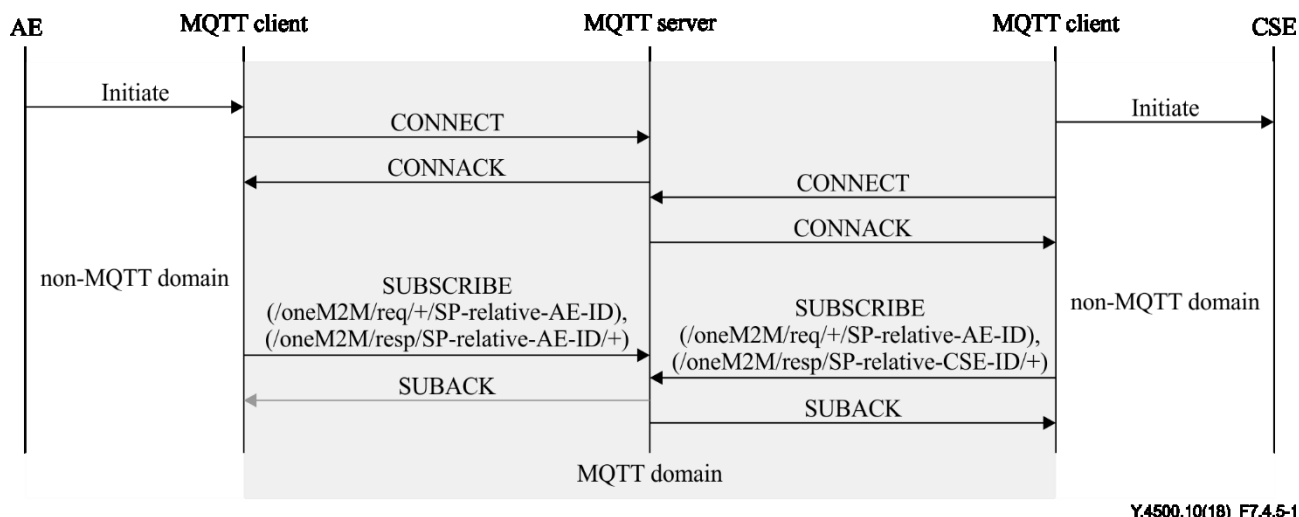 AE
MQTT client
MQTT server
MQTT client
CSE
Initiate
Initiate
CONNECT
CONNACK
CONNECT
CONNACK
non-MQTT domain
SUBSCRIBE
(/oneM2M/req/+/SP-relative-AE-ID),
(/oneM2M/resp/SP-relative-AE-ID/+)
SUBSCRIBE
(/oneM2M/req/+/SP-relative-AE-ID),
(/oneM2M/resp/SP-relative-CSE-ID/+)
non-MQTT domain
SUBACK
SUBACK
MQTT domain
Y.4500.10(18)_F7.4.5-1